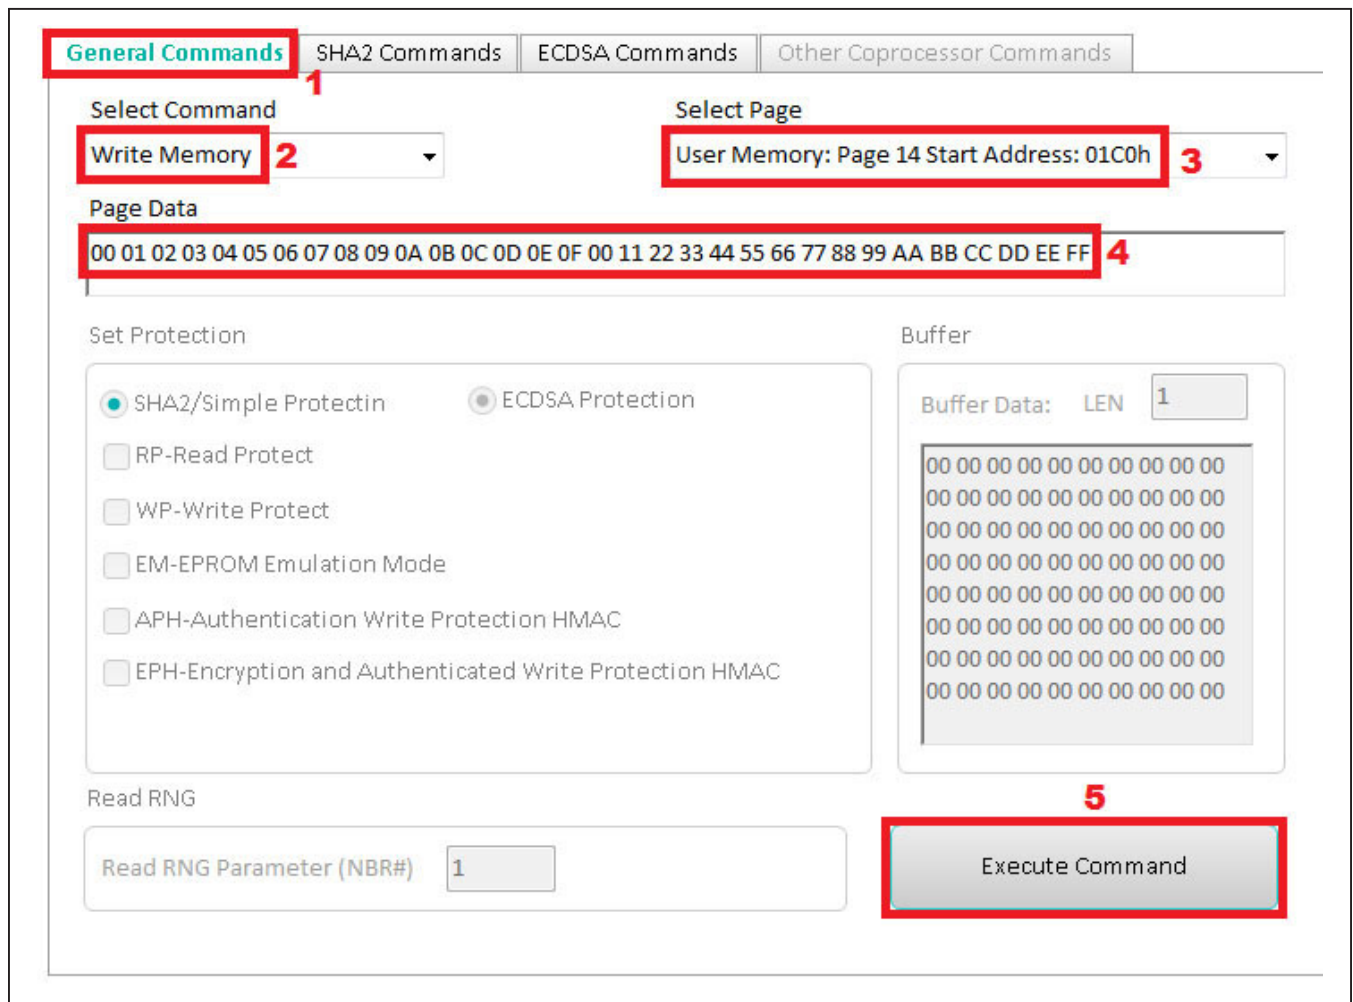 General Commands SHA2 Commands ECDSA Commands Other Coprocessor Commands
1
Select Command Select Page
Write Memory 2 User Memory: Page 14 Start Address: 01C0h 3
Page Data
00 01 02 03 04 05 06 07 08 09 0A 0B 0C 0D 0E 0F 00 11 22 33 44 55 66 77 88 99 AA BB CC DD EE FF 4
Set Protection Buffer
SHA2/Simple Protectin ECDSA Protection Buffer Data: LEN 1
RP-Read Protect
WP-Write Protect
EM-EPROM Emulation Mode
APH-Authentication Write Protection HMAC
EPH-Encryption and Authenticated Write Protection HMAC
00 00 00 00 00 00 00 00 00 00
00 00 00 00 00 00 00 00 00 00
00 00 00 00 00 00 00 00 00 00
00 00 00 00 00 00 00 00 00 00
00 00 00 00 00 00 00 00 00 00
00 00 00 00 00 00 00 00 00 00
00 00 00 00 00 00 00 00 00 00
00 00 00 00 00 00 00 00 00 00
Read RNG 5
Read RNG Parameter (NBR#) 1 Execute Command